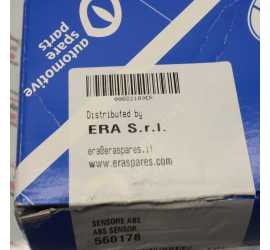 automotive
spare
parts
Distributed by
ERA S.r.l.
era@eraspares.it
www.eraspares.com
SENSORE ABS
ABS SENSOR
560178